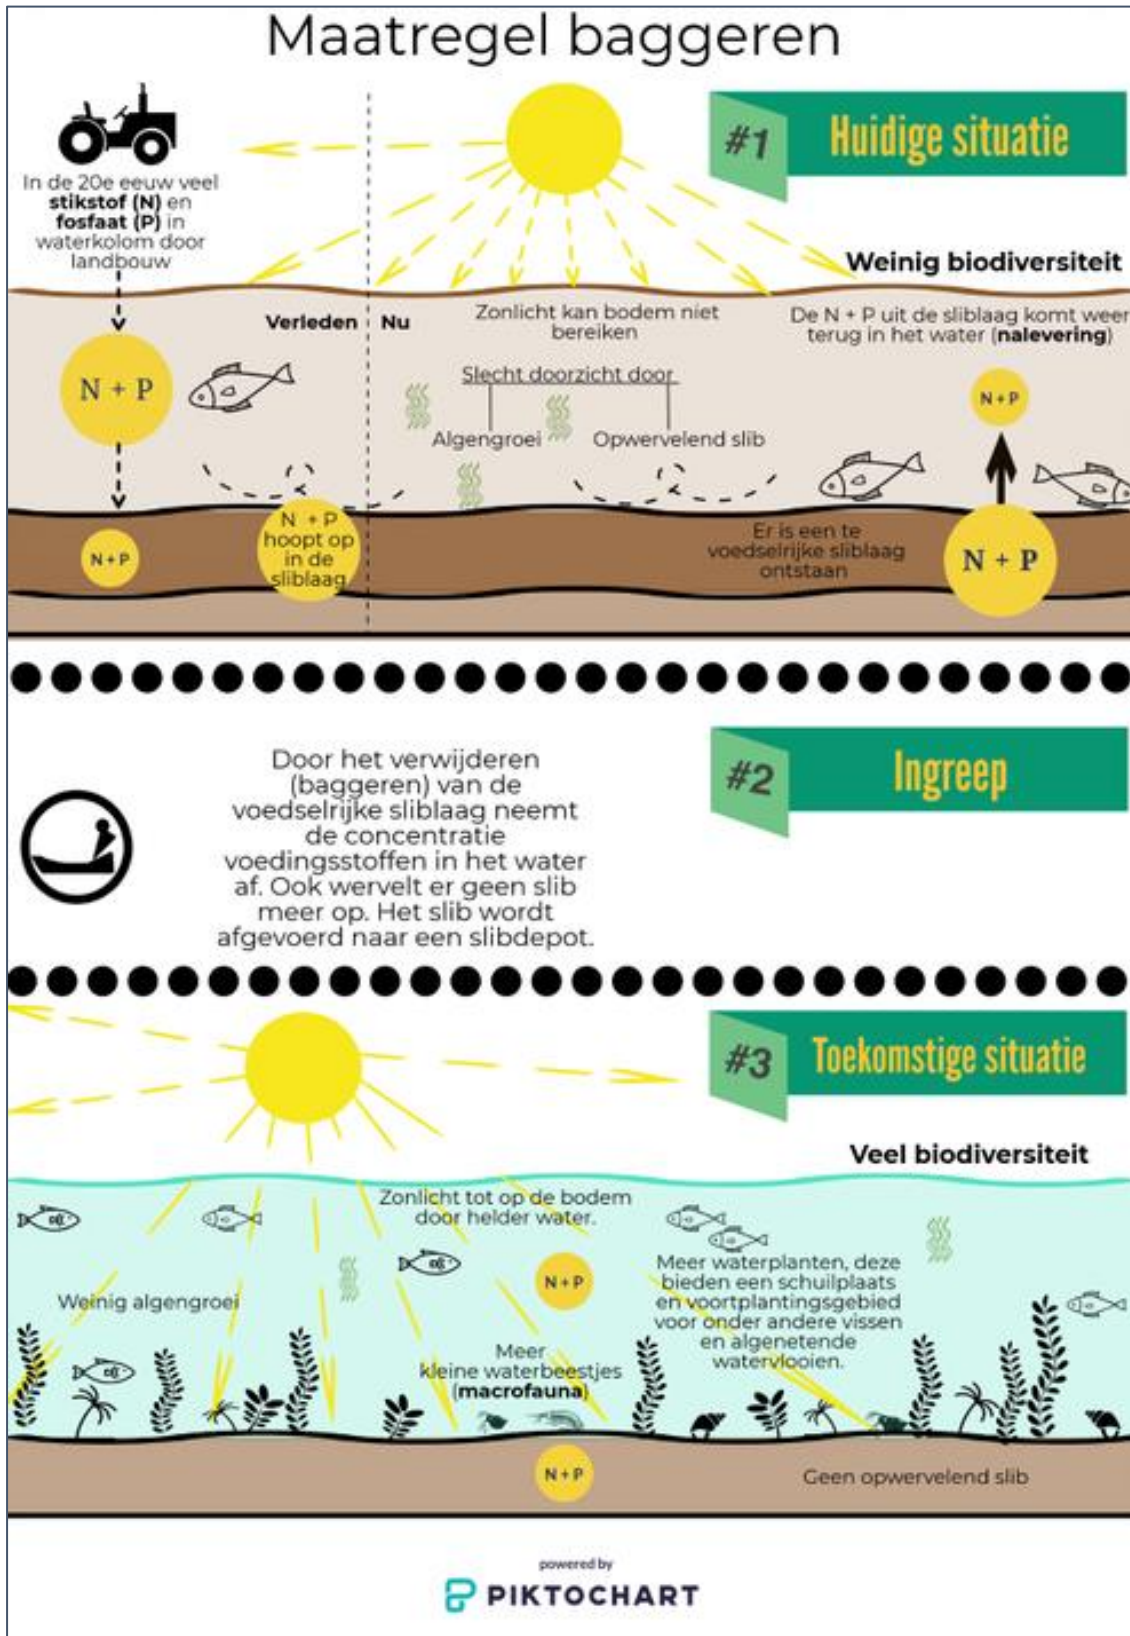 Maatregel baggeren
#1
Huidige situatie
In de 20e eeuw veel
stikstof (N) en
fosfaat (P) in
waterkolom door
landbouw
Weinig biodiversiteit
Verleden
Nu
Zonlicht kan bodem niet
bereiken
De N + P uit de sliblaag komt weer
terug in het water (nalevering)
N + P
Slecht doorzicht door
Algengroei
Opwervelend slib
N + P
N + P
N + P
hoopt op
in de
sliblaag
Er is een te
voedselrijke sliblaag
ontstaan
N + P
#2
Ingreep
Door het verwijderen
(baggeren) van de
voedselrijke sliblaag neemt
de concentratie
voedingsstoffen in het water
af. Ook wervelt er geen slib
meer op. Het slib wordt
afgevoerd naar een slibdepot.
#3
Toekomstige situatie
Veel biodiversiteit
Zonlicht tot op de bodem
door helder water.
N + P
Weinig algengroei
Meer waterplanten, deze
bieden een schuilplaats
en voortplantingsgebied
voor onder andere vissen
en algenetende
watervlooien.
Meer
kleine waterbeestjes
(macrofauna)
N + P
Geen opwervelend slib
powered by
PIKTOCHART